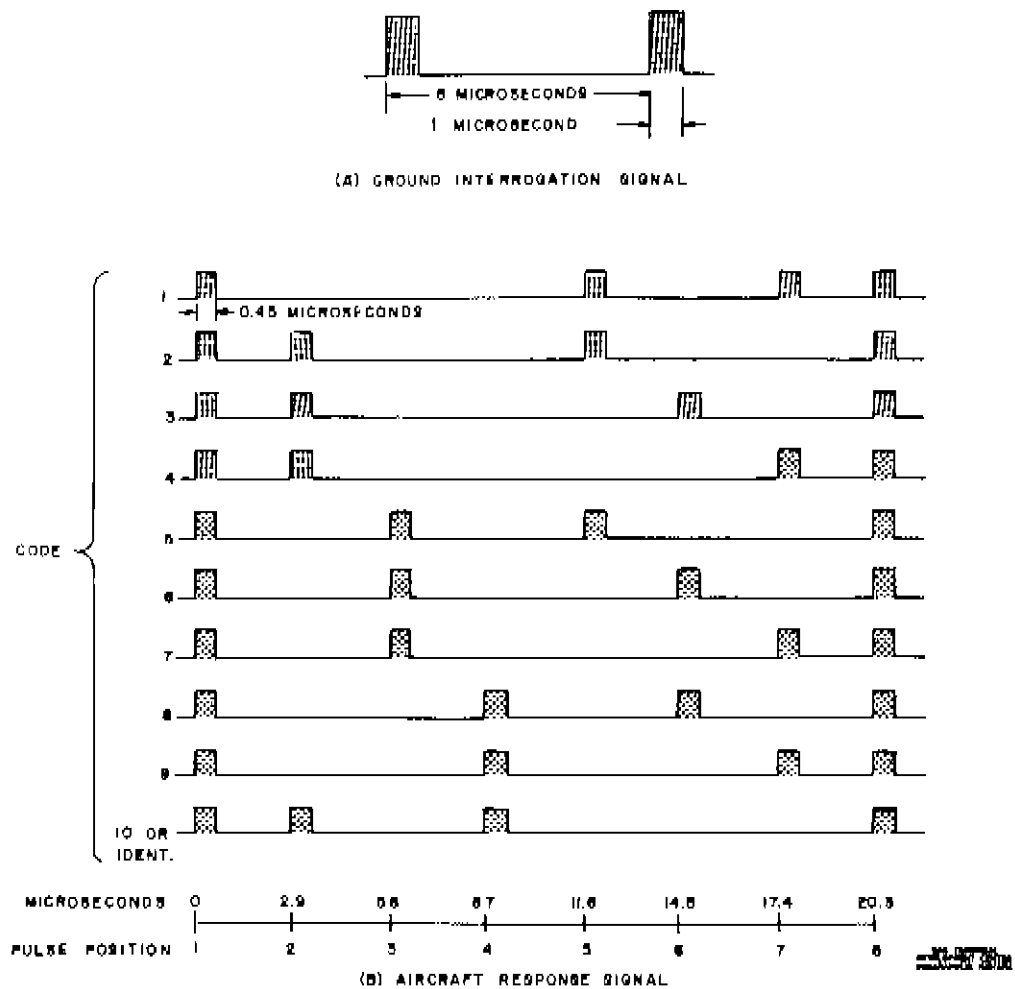 8 MICROSECONDS
1 MICROSECOND
(A) GROUND INTERROGATION SIGNAL
1
0.45 MICROSECONDS
2
3
4
5
CODE
6
7
8
9
10 OR
IDENT.
MICROSECONDS 0 2.9 5.8 8.7 11.6 14.5 17.4 20.3
PULSE POSITION 1 2 3 4 5 6 7 8
(B) AIRCRAFT RESPONSE SIGNAL